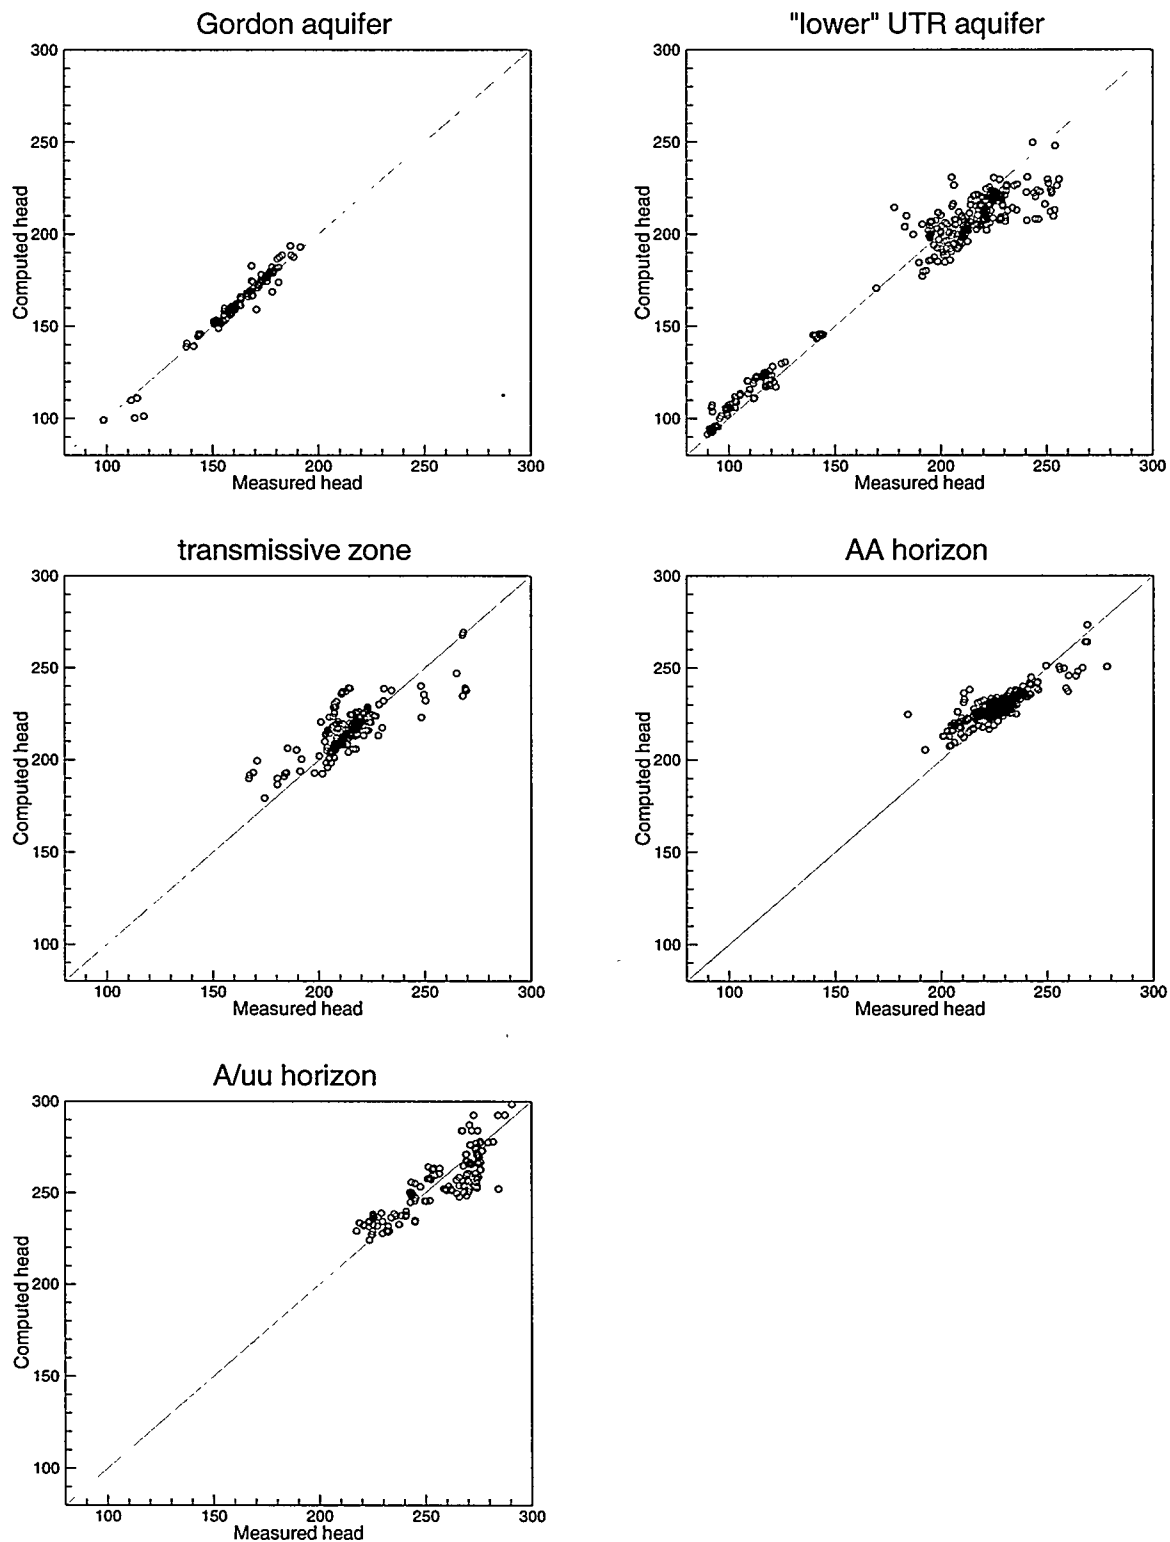 Gordon aquifer
300
250
200
150
100
Computed head
100 150 200 250 300
Measured head
"lower" UTR aquifer
300
250
200
150
100
Computed head
100 150 200 250 300
Measured head
transmissive zone
300
250
200
150
100
Computed head
100 150 200 250 300
Measured head
AA horizon
300
250
200
150
100
Computed head
100 150 200 250 300
Measured head
A/uu horizon
300
250
200
150
100
Computed head
100 150 200 250 300
Measured head